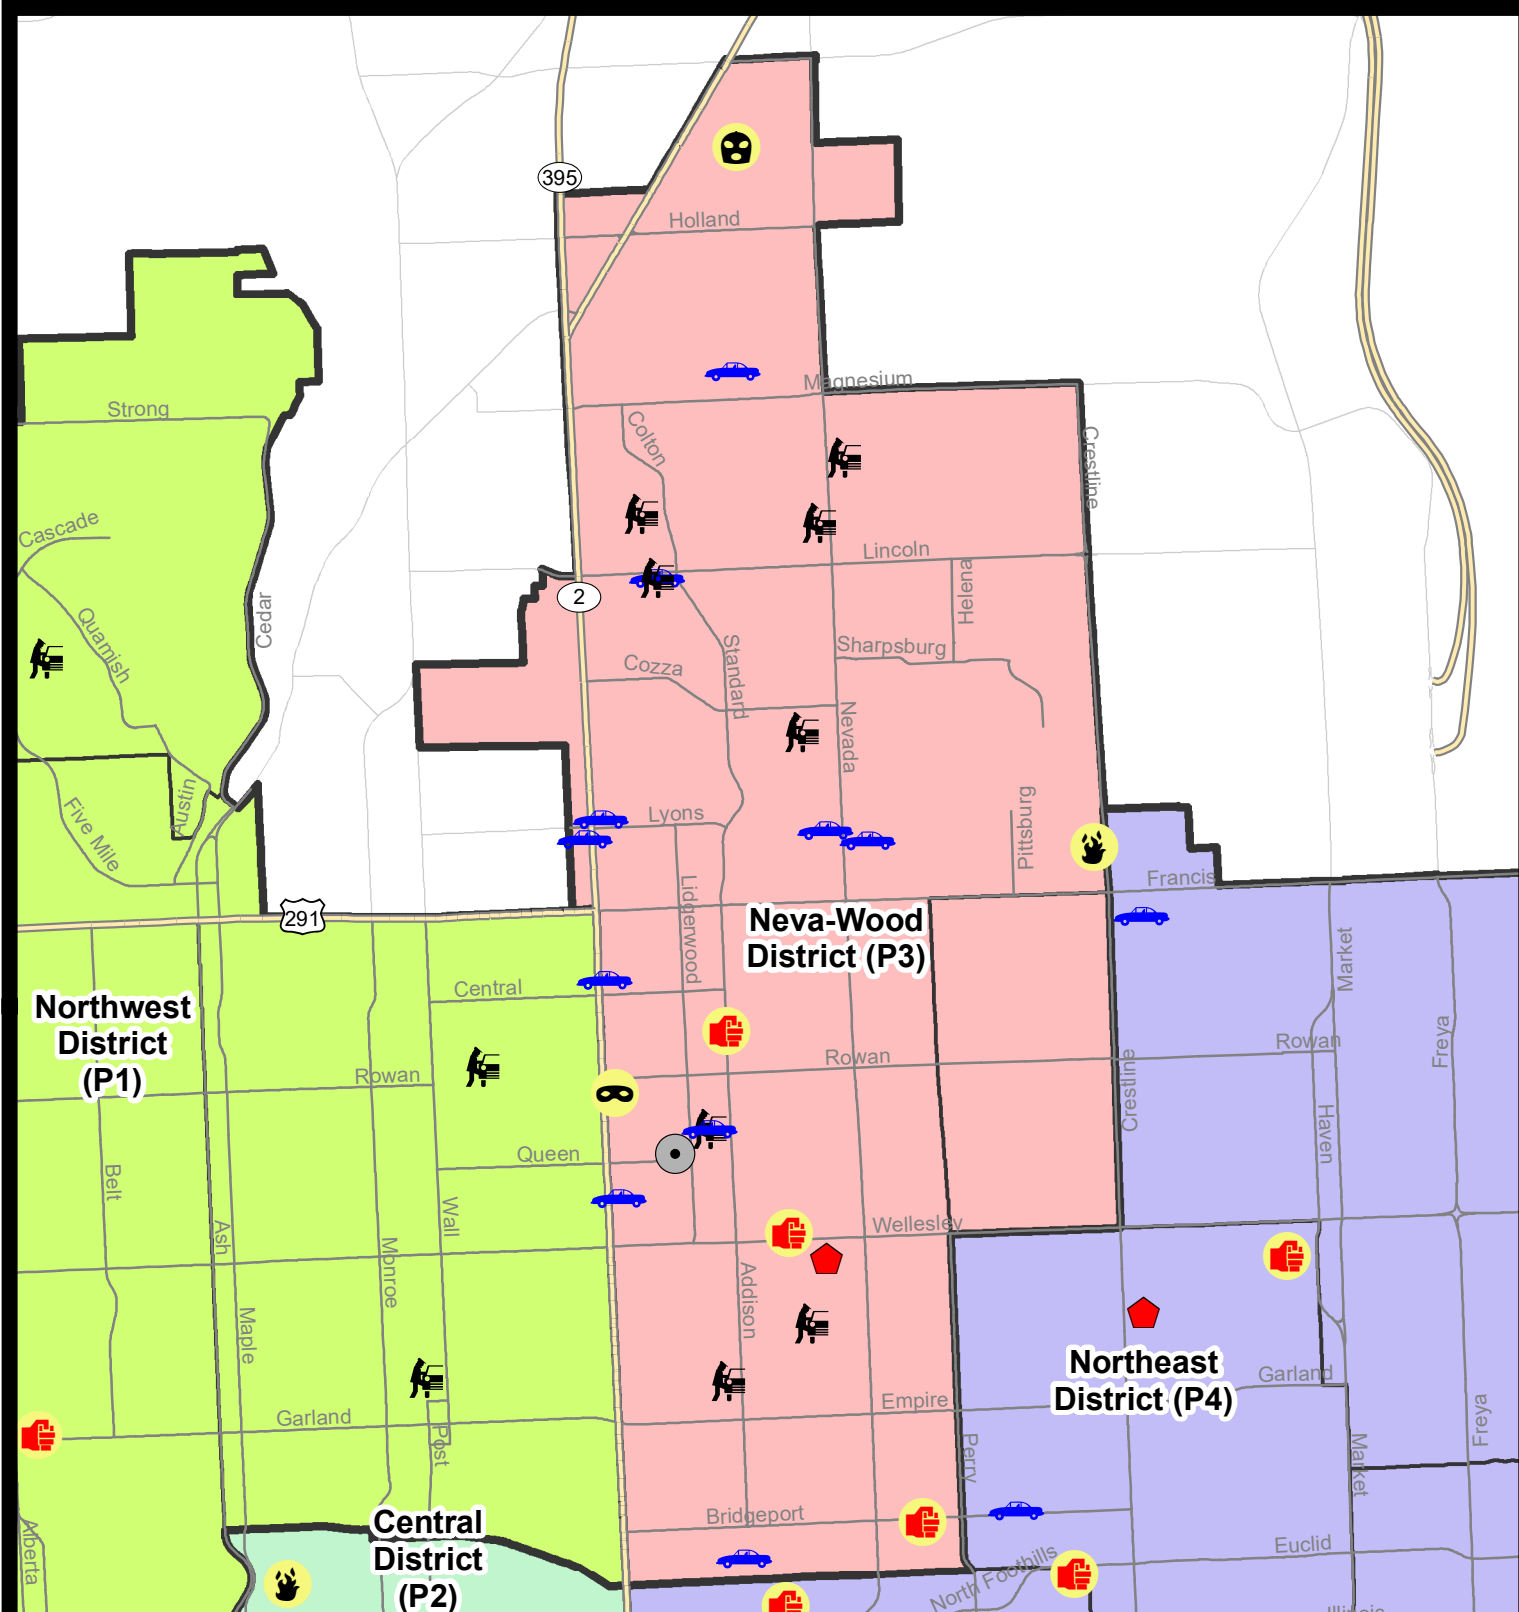 395
Holland
Magnesium
Strong
Colton
Crestline
Cascade
Lincoln
Helena
2
Cedar
Quamish
Sharpsburg
Cozza
Standard
Nevada
Austin
Five Mile
Lyons
Pittsburg
Francis
Lidgerwood
291
Neva-Wood
District (P3)
Market
Northwest
District
(P1)
Central
Freya
Rowan
Rowan
Rowan
Crestline
Haven
Queen
Belt
Wall
Ash
Monroe
Wellesley
Addison
Maple
Northeast
District (P4)
Garland
Empire
Freya
Garland
Post
Perry
Market
Central
District
(P2)
Bridgeport
Alberta
Euclid
North Foothills